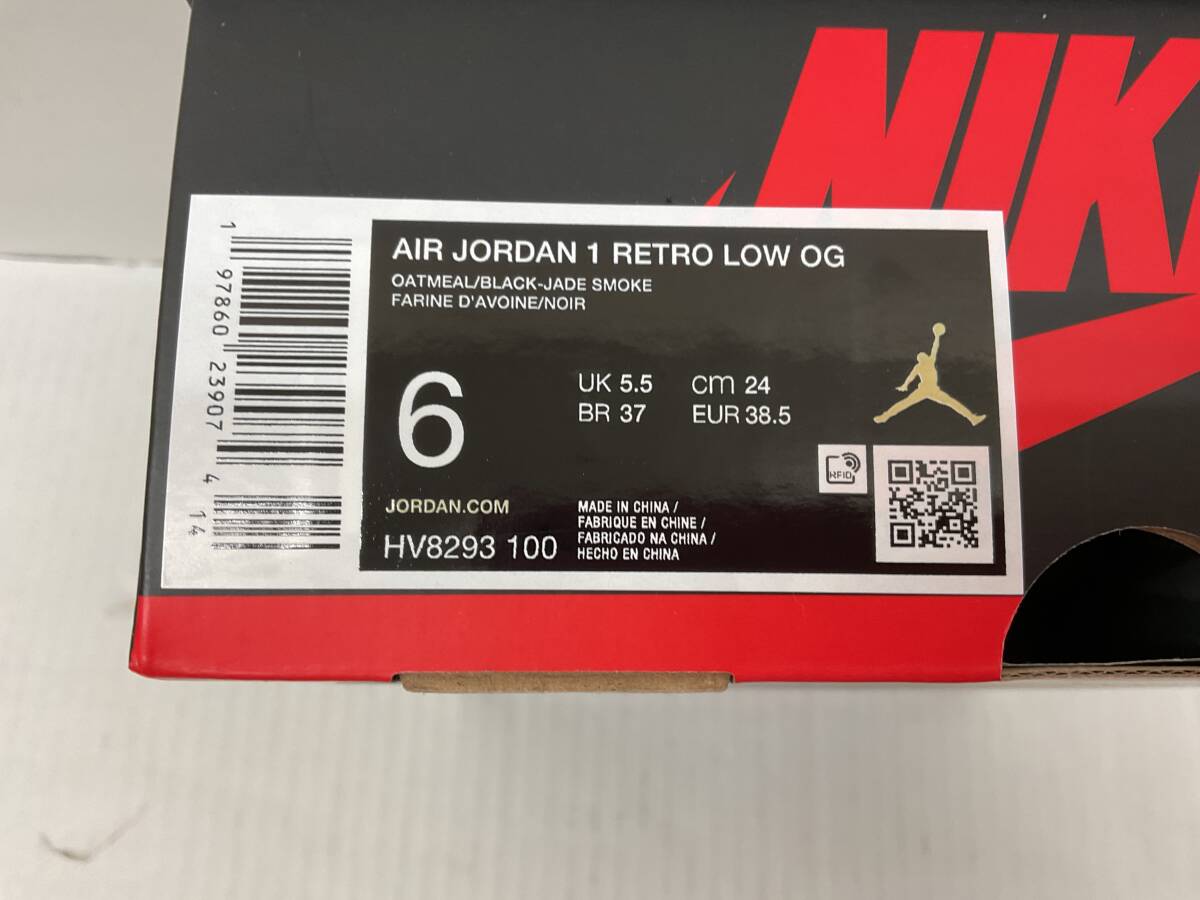 NIK
AIR JORDAN 1 RETRO LOW OG
OATMEAL/BLACK-JADE SMOKE
FARINE D'AVOINE/NOIR
6
UK 5.5 cm 24
BR 37 EUR 38.5
RFID
JORDAN.COM
HV8293 100
MADE IN CHINA /
FABRIQUE EN CHINE /
FABRICADO NA CHINA /
HECHO EN CHINA
1 97860 23907 4 14